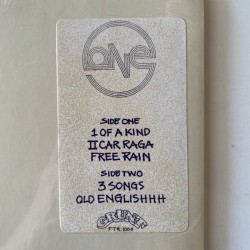 ONE
SIDE ONE
1 OF A KIND
II CAR RAGA
FREE RAIN
SIDE TWO
3 SONGS
OLD ENGLISHHH
GRUNT
FTR 1008